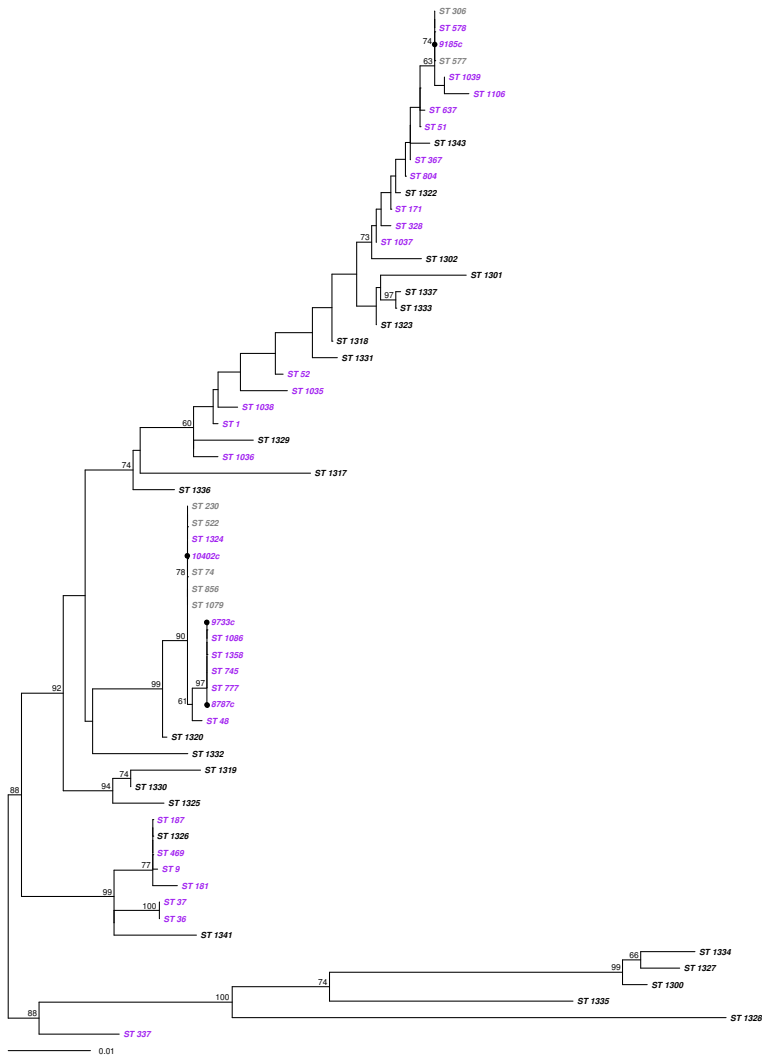 ST 306
ST 578
74
9185c
ST 577
63
ST 1039
ST 1106
ST 637
ST 51
ST 1343
ST 367
ST 804
ST 1322
ST 171
ST 328
73
ST 1037
ST 1302
ST 1301
ST 1337
97
ST 1333
ST 1323
ST 1318
ST 1331
ST 52
ST 1035
ST 1038
60
ST 1
ST 1329
ST 1036
74
ST 1317
ST 1336
ST 230
ST 522
ST 1324
10402c
78
ST 74
ST 856
ST 1079
9733c
90
ST 1086
ST 1358
ST 745
99
97
ST 777
61
8787c
ST 48
92
ST 1320
ST 1332
ST 1319
74
94
ST 1330
88
ST 1325
ST 187
ST 1326
ST 469
77
ST 9
ST 181
99
ST 37
100
ST 36
ST 1341
ST 1334
66
99
ST 1327
74
ST 1300
100
ST 1335
88
ST 1328
ST 337
0.01